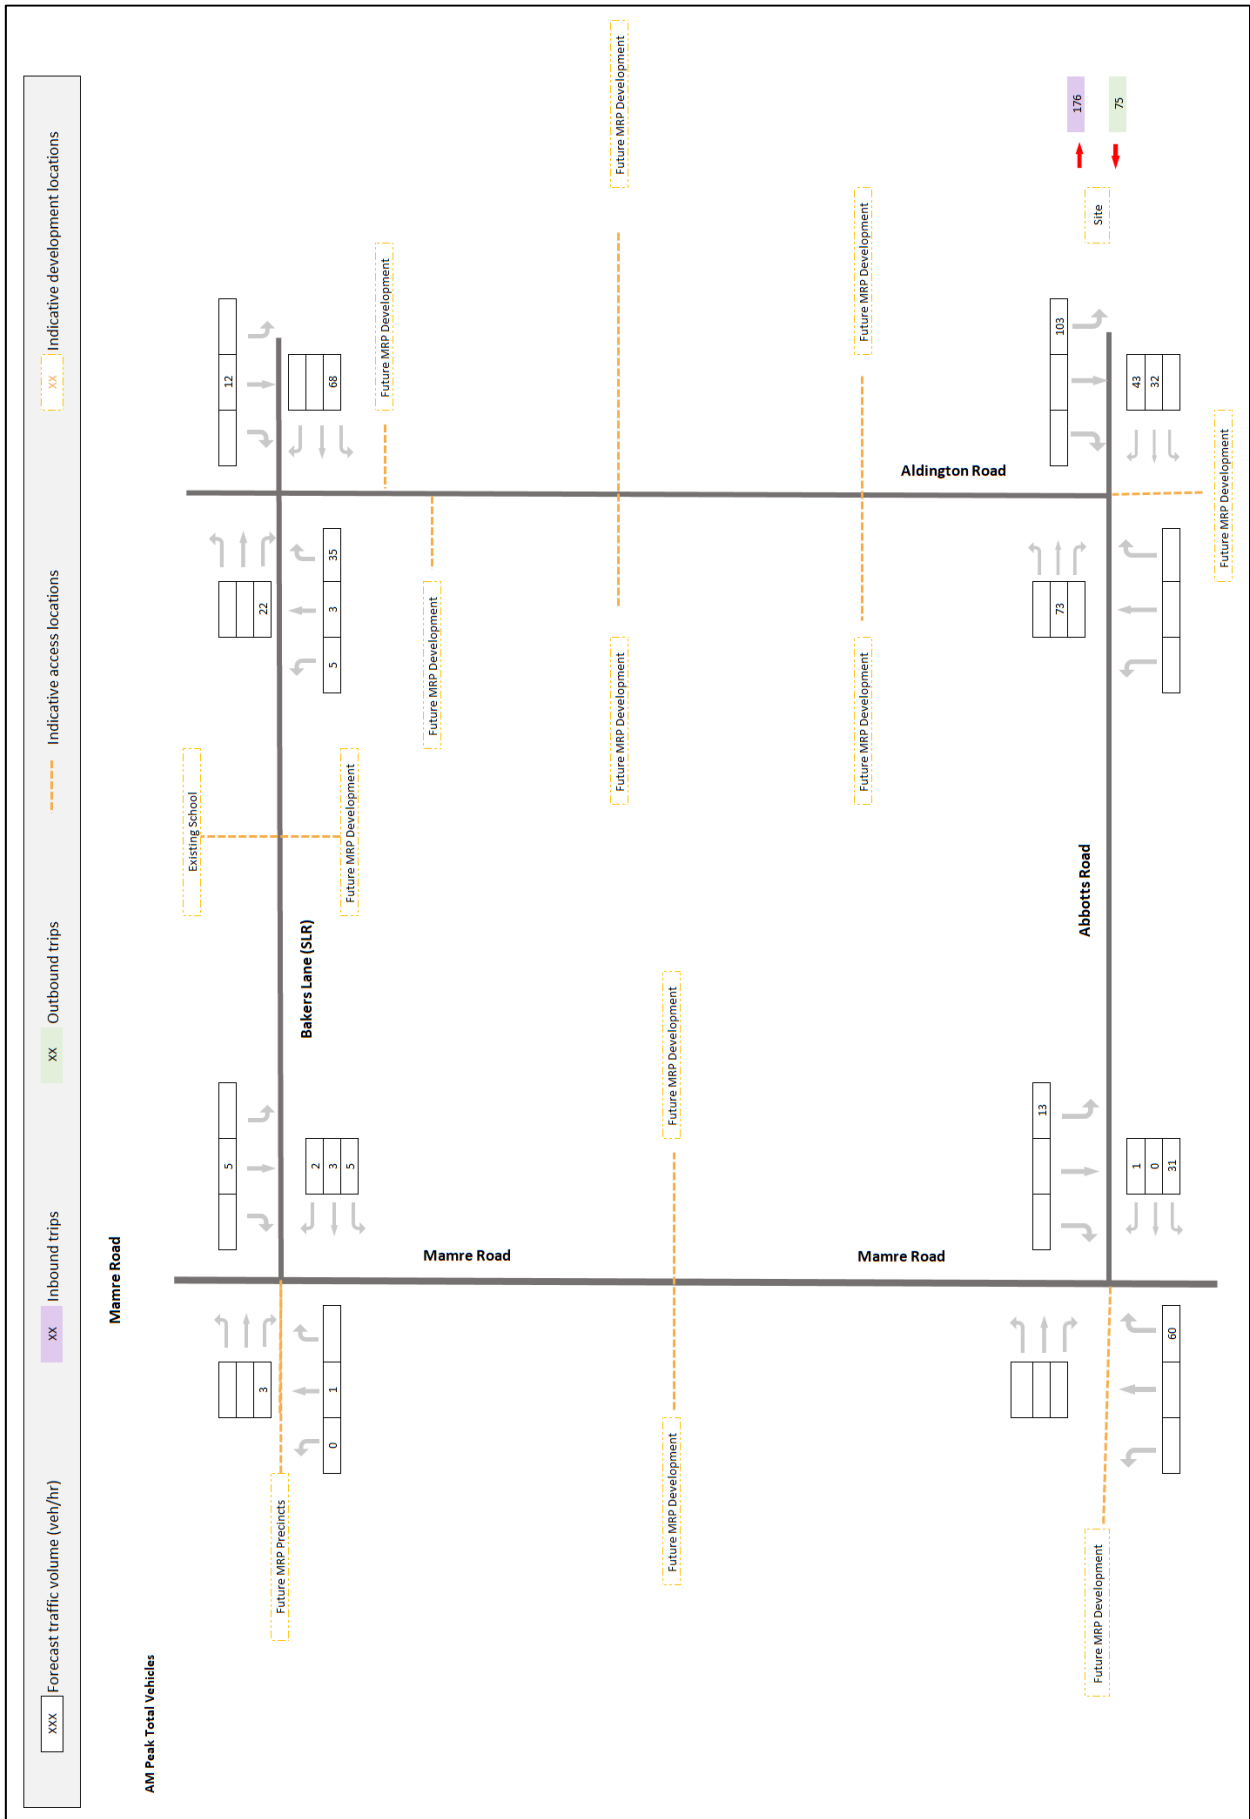 XXX Forecast traffic volume (veh/hr)
XX Inbound trips
XX Outbound trips
Indicative access locations
XX Indicative development locations
Mamre Road
AM Peak Total Vehicles
Existing School
5
12
3
22
Future MRP Precincts
Bakers Lane (SLR)
2
3
5
0 1
5 3 35
68
Future MRP Development
Future MRP Development
Future MRP Development
Mamre Road
Future MRP Development
Future MRP Development
Future MRP Development
Future MRP Development
Future MRP Development
Future MRP Development
Mamre Road
Aldington Road
13
73
103
176
Abbotts Road
Future MRP Development
Site
75
1
0
31
43
32
60
Future MRP Development